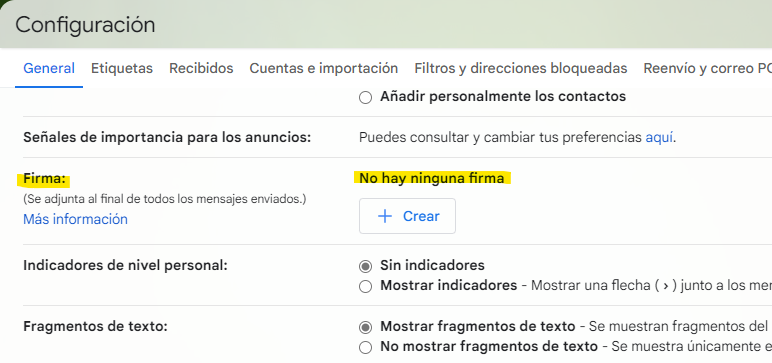 Configuración
General Etiquetas Recibidos Cuentas e importación Filtros y direcciones bloqueadas Reenvío y correo PO
Añadir personalmente los contactos
Señales de importancia para los anuncios: Puedes consultar y cambiar tus preferencias aquí.
Firma: No hay ninguna firma
(Se adjunta al final de todos los mensajes enviados.)
Más información
+ Crear
Indicadores de nivel personal: Sin indicadores
Mostrar indicadores - Mostrar una flecha ( › ) junto a los
Fragmentos de texto: Mostrar fragmentos de texto - Se muestran fragmentos del
No mostrar fragmentos de texto - Se muestra únicamente